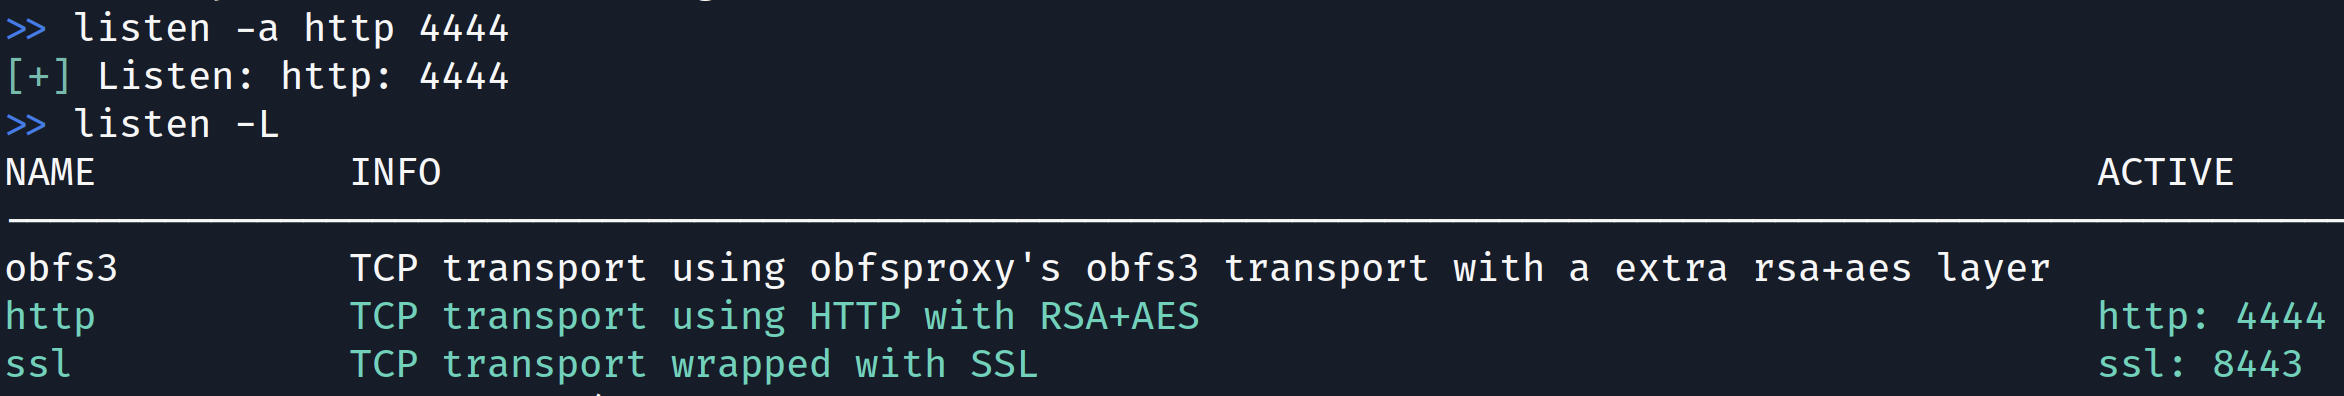 >> listen -a http 4444
[+] Listen: http: 4444
>> listen -L
NAME INFO ACTIVE
obfs3 TCP transport using obfsproxy's obfs3 transport with a extra rsa+aes layer
http TCP transport using HTTP with RSA+AES http: 4444
ssl TCP transport wrapped with SSL ssl: 8443